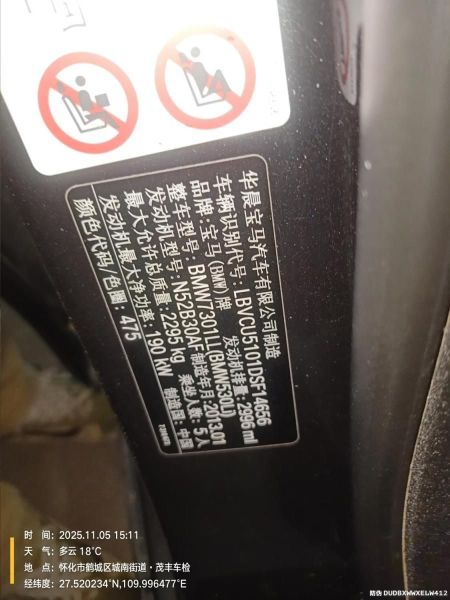 华晨宝马汽车有限公司制造
车辆识别代号: LBVCU5101DSF14656
品牌: 宝马 (BMW) 牌 发动机排量: 2996 ml
整车型号: BMW7301LL(BMW530Li) 制造年月: 2013.01
发动机型号: N52B30AF 乘坐人数: 5 人
最大允许总质量: 2285 kg 制造国: 中国
发动机最大净功率: 190 kW
颜色代码/色圈: 475
时 间: 2025.11.05 15:11
天 气: 多云 18℃
地 点: 怀化市鹤城区城南街道·茂丰车检
经纬度: 27.520234°N,109.996477°E
防伪 DUDBXWWXELW412